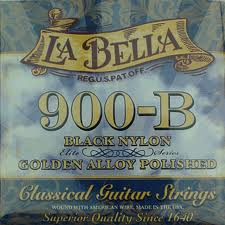 LA BELLA
REG.U.S.PAT.OFF.
900-B
BLACK NYLON
Elite Series
GOLDEN ALLOY POLISHED
Classical Guitar Strings
WOUND WITH AMERICAN WIRE, MADE IN THE USA.
Superior Quality Since 1640